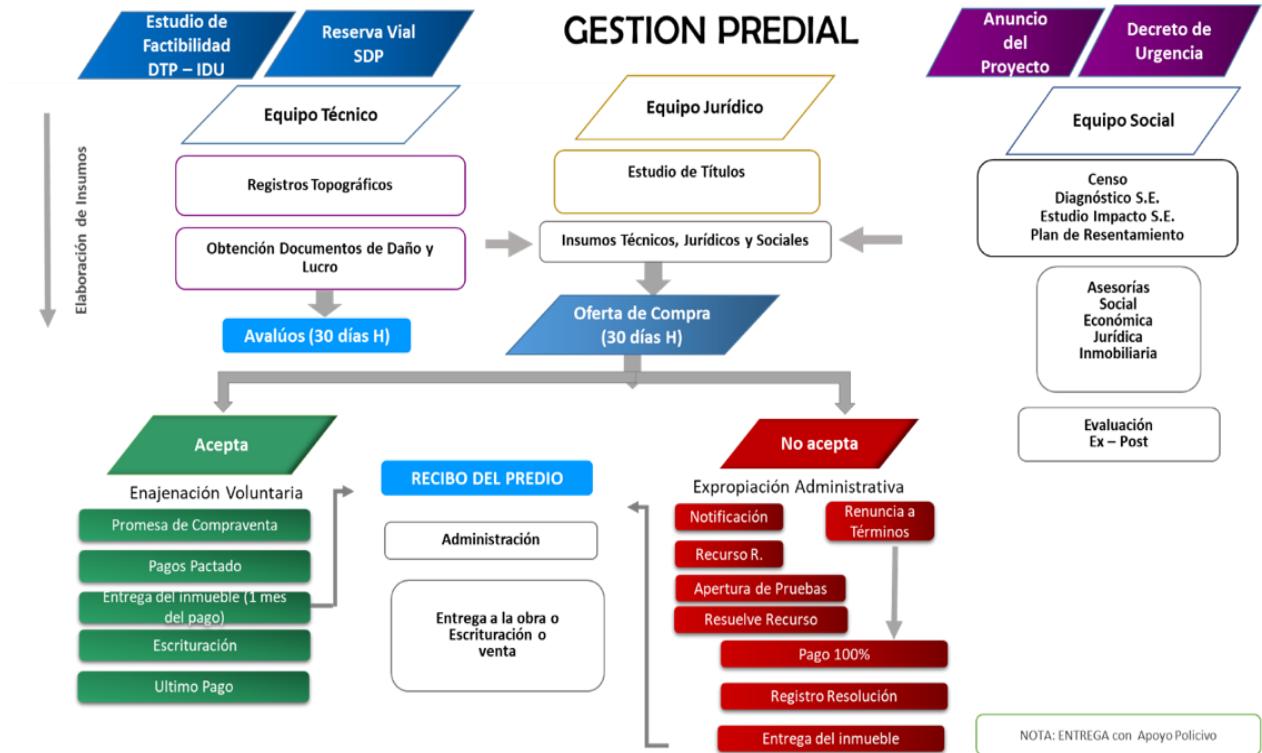 GESTION PREDIAL
Estudio de
Factibilidad
DTP – IDU
Reserva Vial
SDP
Anuncio
del
Proyecto
Decreto de
Urgencia
Elaboración de Insumos
Equipo Técnico
Registros Topográficos
Obtención Documentos de Daño y
Lucro
Avalúos (30 días H)
Equipo Jurídico
Estudio de Títulos
Insumos Técnicos, Jurídicos y Sociales
Oferta de Compra
(30 días H)
Equipo Social
Censo
Diagnóstico S.E.
Estudio Impacto S.E.
Plan de Resentamiento
Asesorías
Social
Económica
Jurídica
Inmobiliaria
Evaluación
Ex – Post
Acepta
Enajenación Voluntaria
Promesa de Compraventa
Pagos Pactado
Entrega del inmueble (1 mes
del pago)
Escrituración
Ultimo Pago
RECIBO DEL PREDIO
Administración
Entrega a la obra o
Escrituración o
venta
No acepta
Expropiación Administrativa
Notificación
Recurso R.
Apertura de Pruebas
Resuelve Recurso
Renuncia a
Términos
Pago 100%
Registro Resolución
Entrega del inmueble
NOTA: ENTREGA con Apoyo Policivo